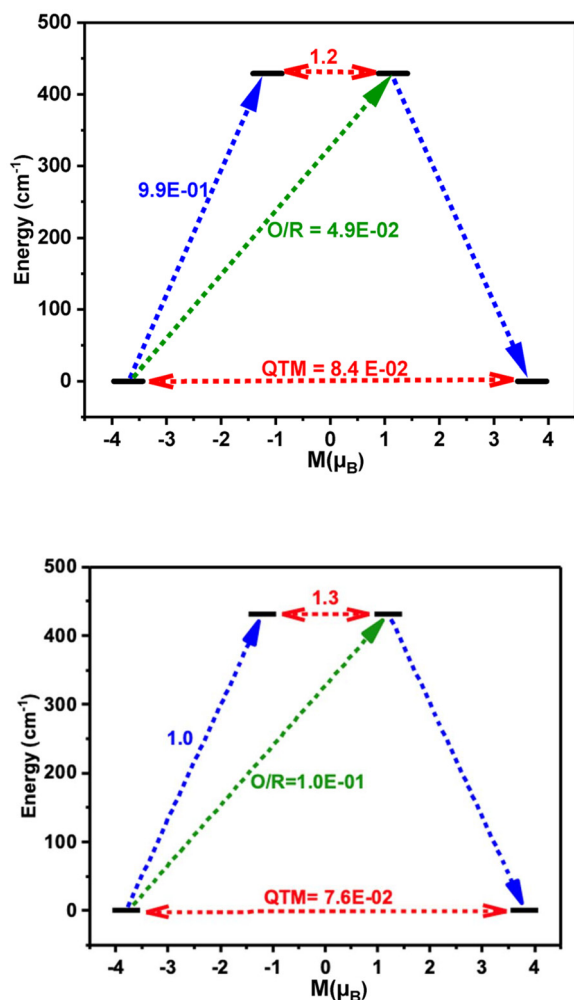 500
1.2
400
300
9.9E-01
O/R = 4.9E-02
200
100
QTM = 8.4 E-02
0
Energy (cm-1)
-4 -3 -2 -1 0 1 2 3 4
M(μB)
500
1.3
400
300
1.0
O/R=1.0E-01
200
100
QTM= 7.6E-02
0
Energy (cm-1)
-4 -3 -2 -1 0 1 2 3 4
M(μB)